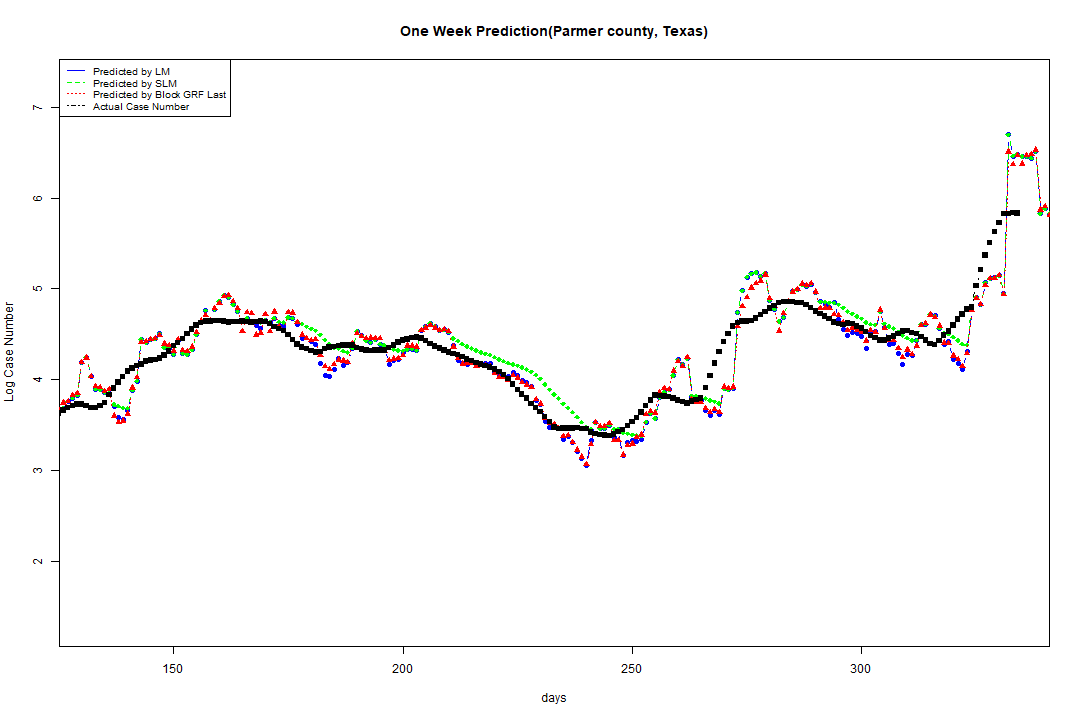 One Week Prediction(Parmer county, Texas)
Predicted by LM
Predicted by SLM
Predicted by Block GRF Last
Actual Case Number
7
6
5
4
3
2
Log Case Number
150 200 250 300
days